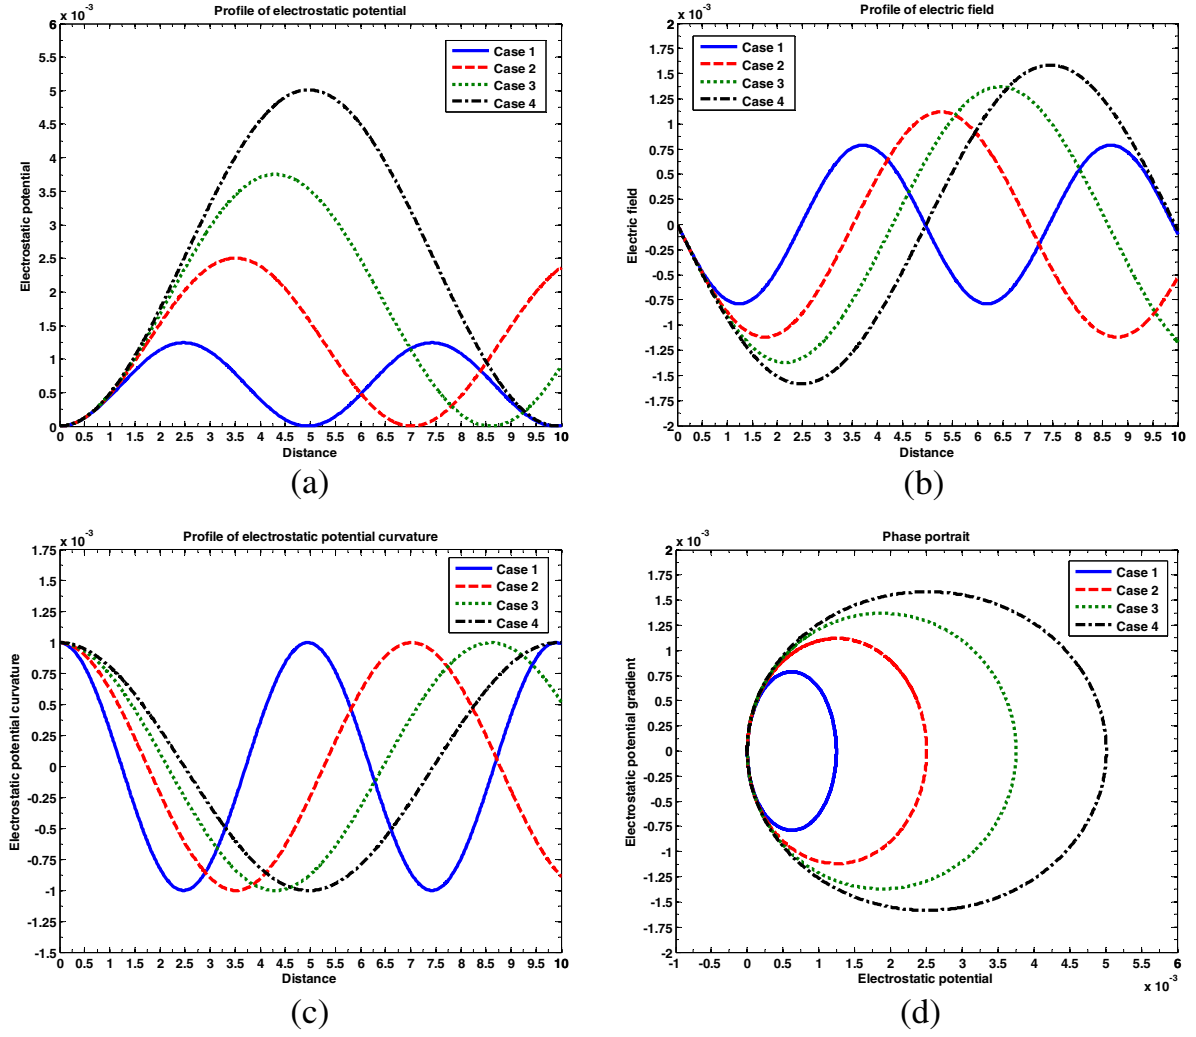 Profile of electrostatic potential
x 10^-3
6
5.5
5
4.5
4
3.5
3
2.5
2
1.5
1
0.5
0
Electrostatic potential
Case 1
Case 2
Case 3
Case 4
0 0.5 1 1.5 2 2.5 3 3.5 4 4.5 5 5.5 6 6.5 7 7.5 8 8.5 9 9.5 10
Distance
(a)
Profile of electric field
x 10^-3
2
1.75
1.5
1.25
1
0.75
0.5
0.25
0
-0.25
-0.5
-0.75
-1
-1.25
-1.5
-1.75
-2
Electric field
Case 1
Case 2
Case 3
Case 4
0 0.5 1 1.5 2 2.5 3 3.5 4 4.5 5 5.5 6 6.5 7 7.5 8 8.5 9 9.5 10
Distance
(b)
Profile of electrostatic potential curvature
x 10^-3
1.75
1.5
1.25
1
0.75
0.5
0.25
0
-0.25
-0.5
-0.75
-1
-1.25
-1.5
Electrostatic potential curvature
Case 1
Case 2
Case 3
Case 4
0 0.5 1 1.5 2 2.5 3 3.5 4 4.5 5 5.5 6 6.5 7 7.5 8 8.5 9 9.5 10
Distance
(c)
Phase portrait
x 10^-3
2
1.75
1.5
1.25
1
0.75
0.5
0.25
0
-0.25
-0.5
-0.75
-1
-1.25
-1.5
-1.75
-2
Electrostatic potential gradient
Case 1
Case 2
Case 3
Case 4
-1 -0.5 0 0.5 1 1.5 2 2.5 3 3.5 4 4.5 5 5.5 6
Electrostatic potential
x 10^-3
(d)